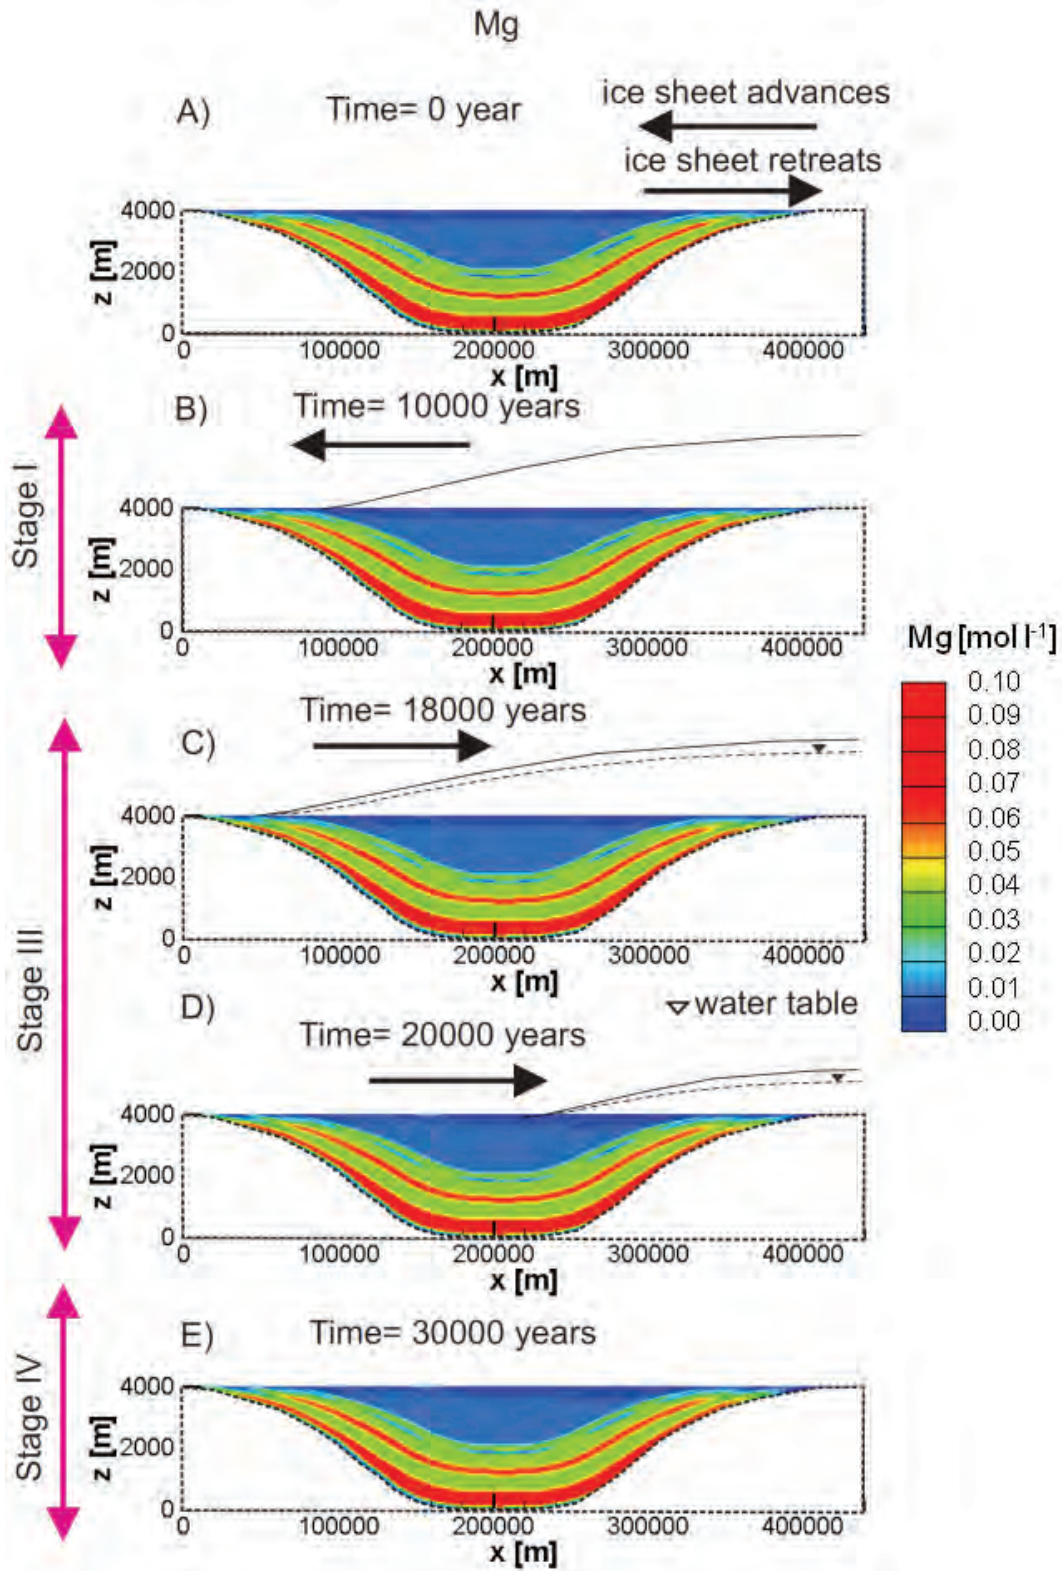 Mg
A) Time= 0 year
ice sheet advances
ice sheet retreats
4000
2000
0
z [m]
0 100000 200000 300000 400000
x [m]
Stage I
B) Time= 10000 years
4000
2000
0
z [m]
0 100000 200000 300000 400000
x [m]
Mg [mol l-1]
0.10
0.09
0.08
0.07
0.06
0.05
0.04
0.03
0.02
0.01
0.00
Stage III
C) Time= 18000 years
4000
2000
0
z [m]
0 100000 200000 300000 400000
x [m]
D) Time= 20000 years
water table
4000
2000
0
z [m]
0 100000 200000 300000 400000
x [m]
Stage IV
E) Time= 30000 years
4000
2000
0
z [m]
0 100000 200000 300000 400000
x [m]